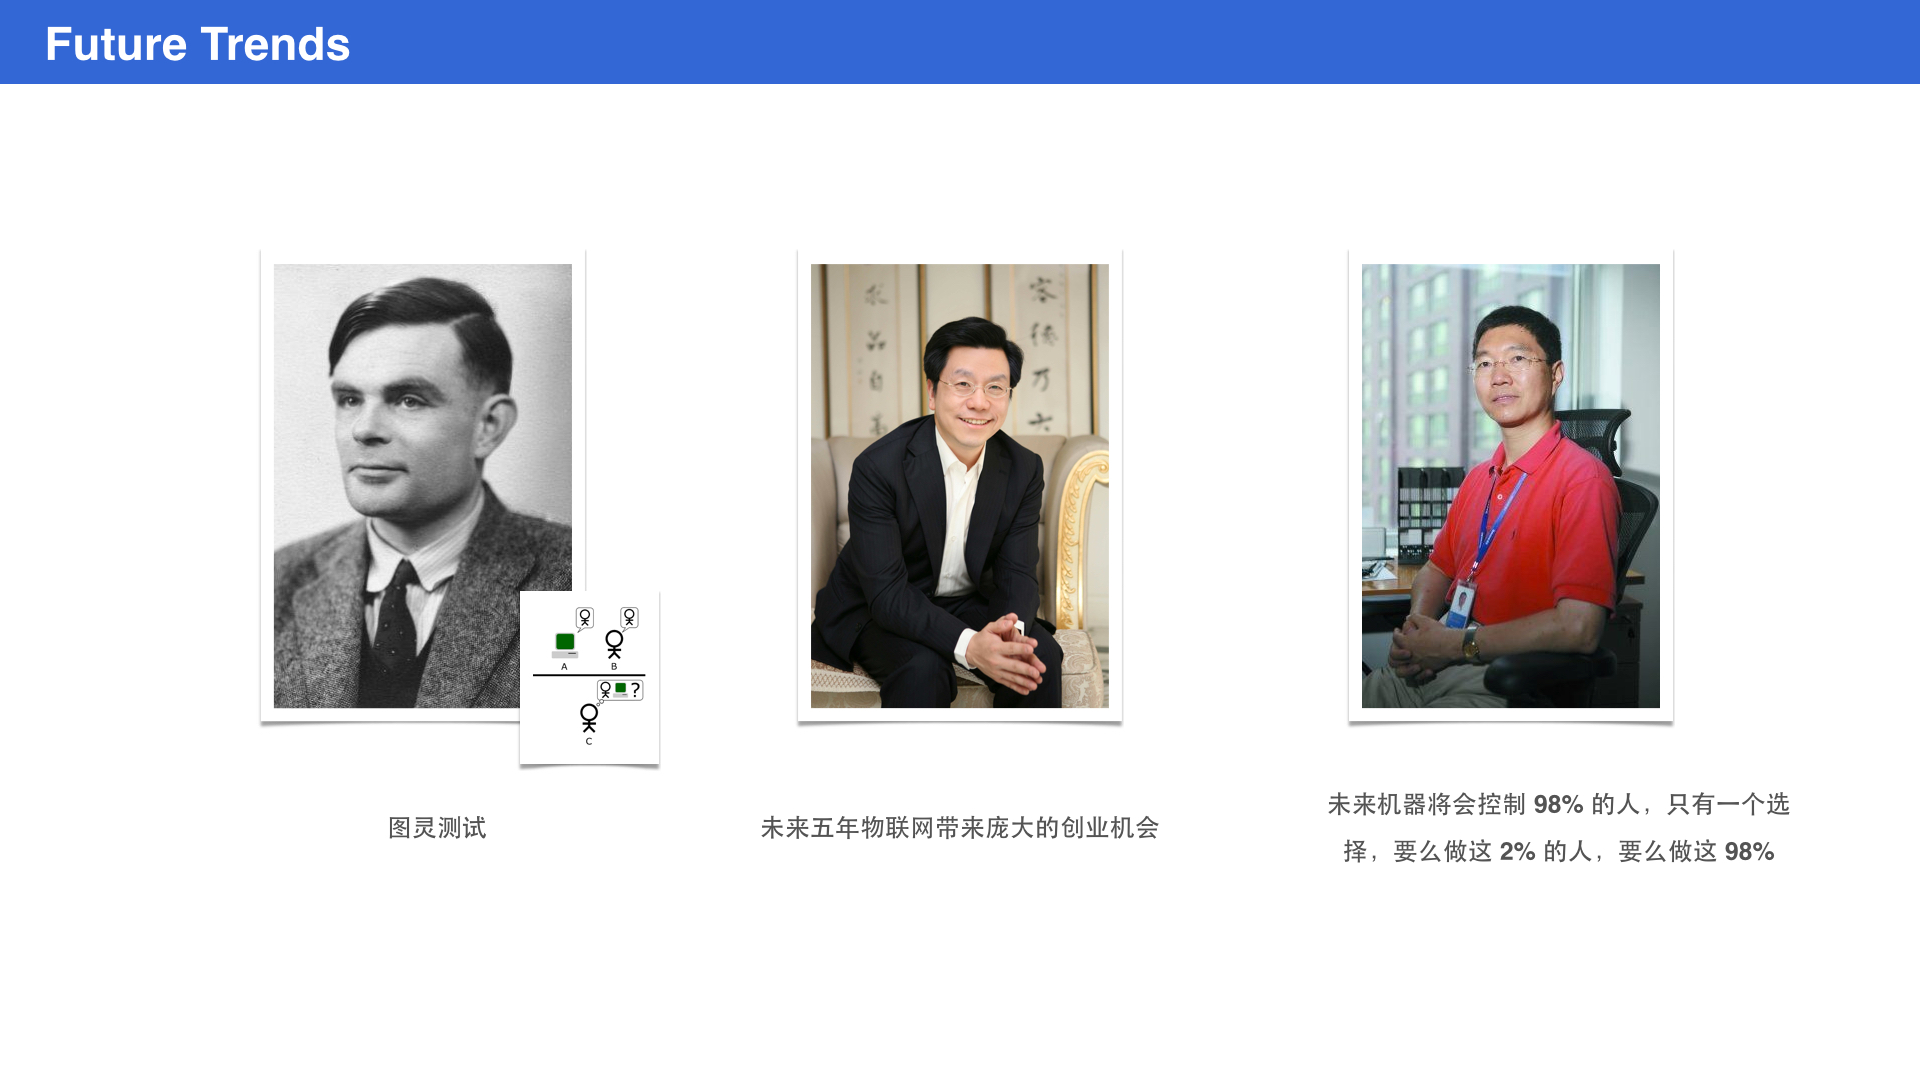 Future Trends
A
B
?
C
图灵测试
未来五年物联网带来庞大的创业机会
未来机器将会控制 98% 的人，只有一个选
择，要么做这 2% 的人，要么做这 98%